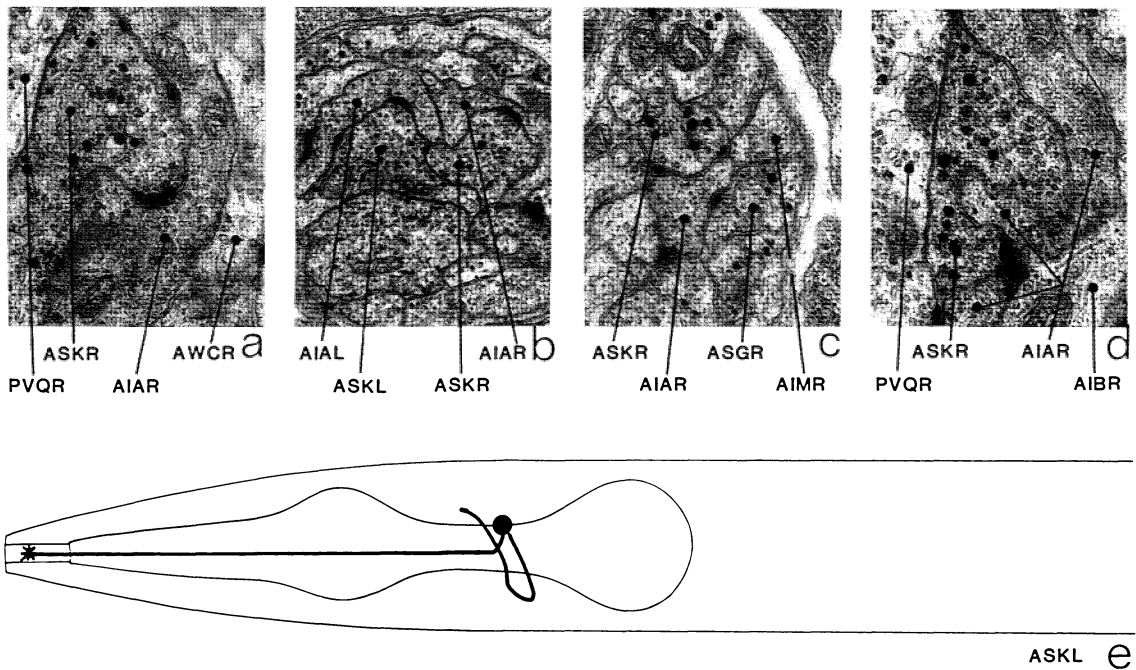 ASKR AWCR a
PVQR AIAR
AIAL AIAR b
ASKL ASKR
ASKR ASGR c
AIAR AIMR
ASKR AIAR d
PVQR AIBR
ASKL e